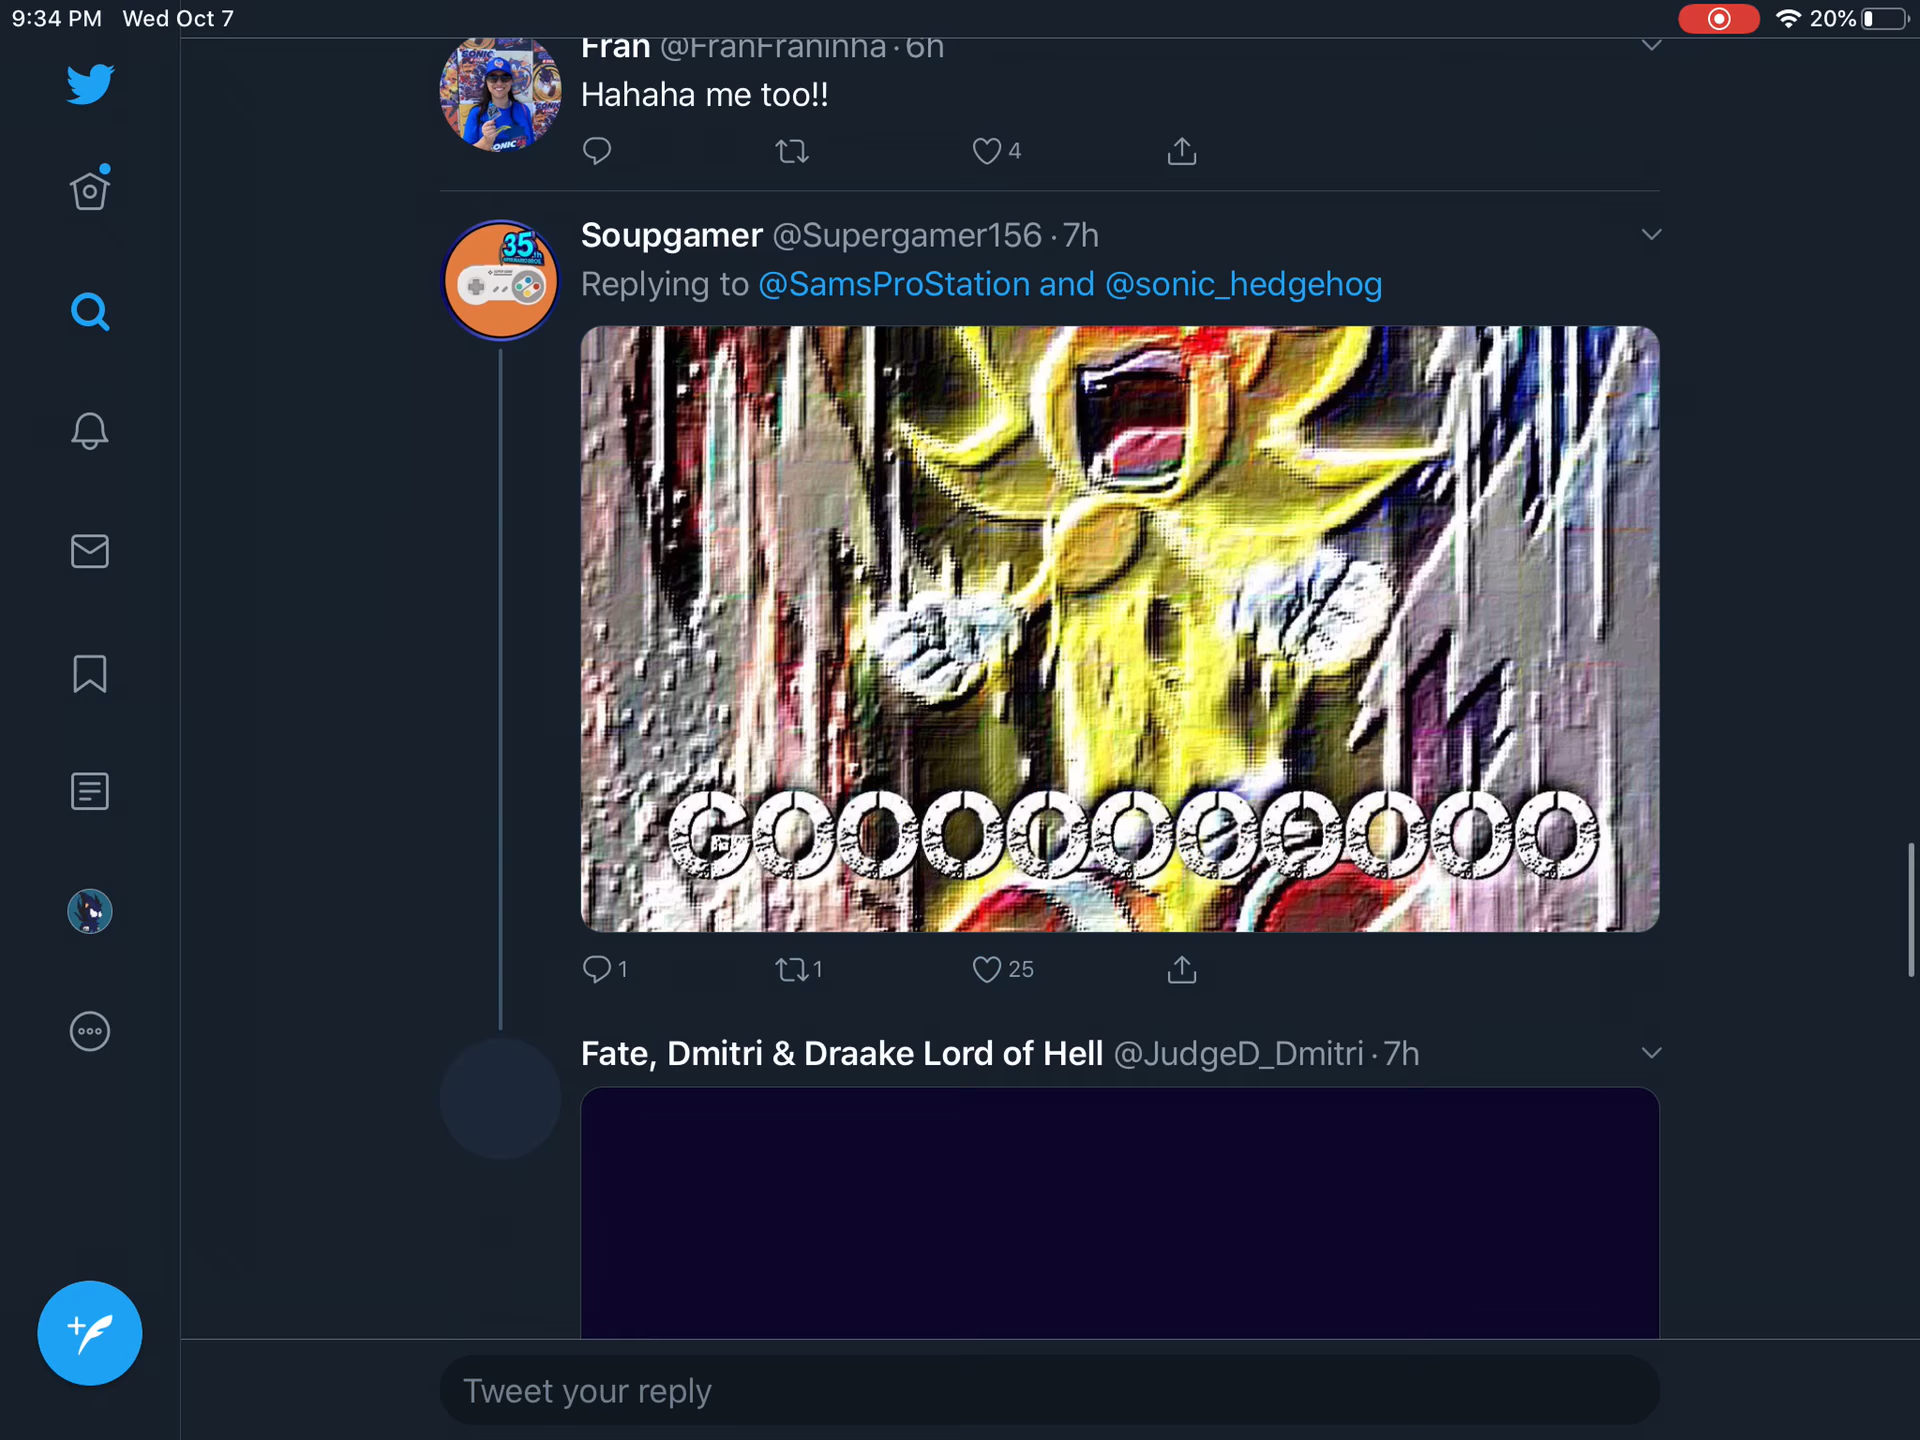 9:34 PM Wed Oct 7
20%
Fran @FranFraninha · 6h
Hahaha me too!!
4
Soupgamer @Supergamer156 · 7h
Replying to @SamsProStation and @sonic_hedgehog
GOOOOOOOOOO
1 1 25
Fate, Dmitri & Draake Lord of Hell @JudgeD_Dmitri · 7h
Tweet your reply